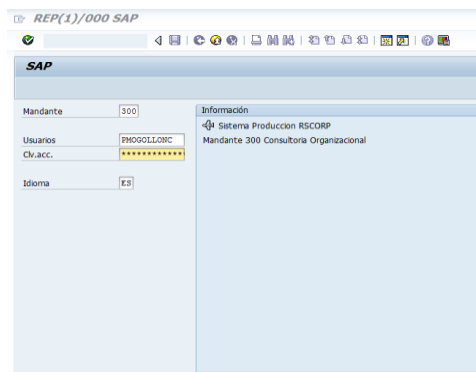 REP(1)/000 SAP
SAP
Mandante 300
Información
Sistema Produccion RSCORP
Usuarios PMOGOLLONC
Mandante 300 Consultoria Organizacional
Clv.acc. ************
Idioma ES